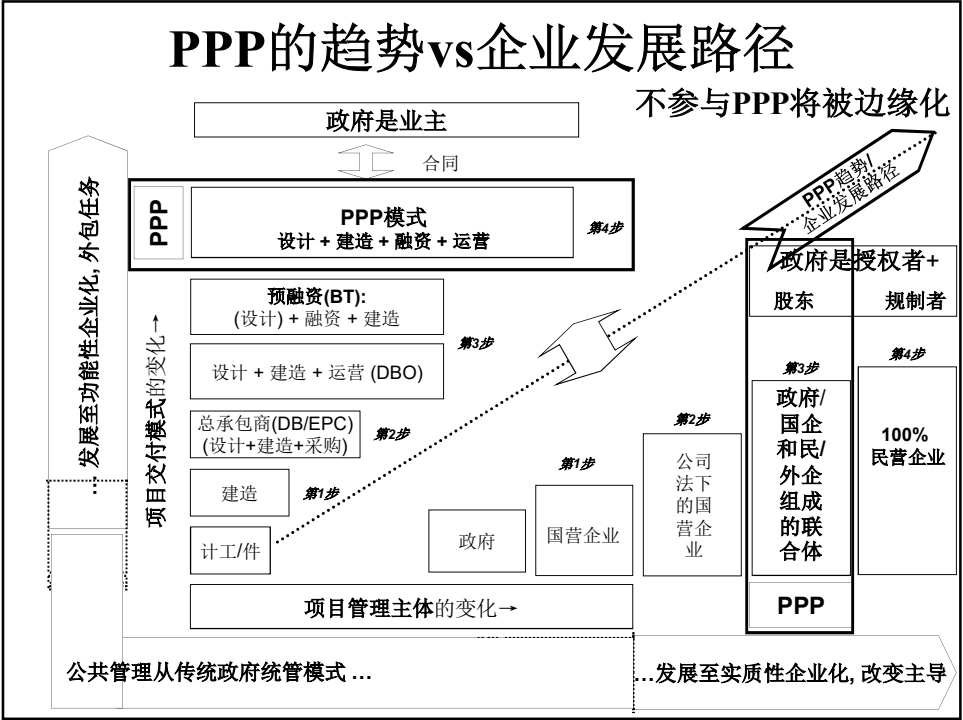 PPP的趋势vs企业发展路径
不参与PPP将被边缘化
政府是业主
合同
PPP
PPP模式
设计 + 建造 + 融资 + 运营
第4步
预融资(BT):
(设计) + 融资 + 建造
第3步
设计 + 建造 + 运营 (DBO)
总承包商(DB/EPC)
(设计+建造+采购)
第2步
建造
第1步
计工/件
… 发展至功能性企业化, 外包任务
项目交付模式的变化→
PPP趋势/
企业发展路径
政府是授权者+
股东
规制者
政府
第1步
国营企业
第2步
公司
法下
的国
营企
业
第3步
政府/
国企
和民/
外企
组成
的联
合体
第4步
100%
民营企业
PPP
项目管理主体的变化→
公共管理从传统政府统管模式 …
…发展至实质性企业化, 改变主导